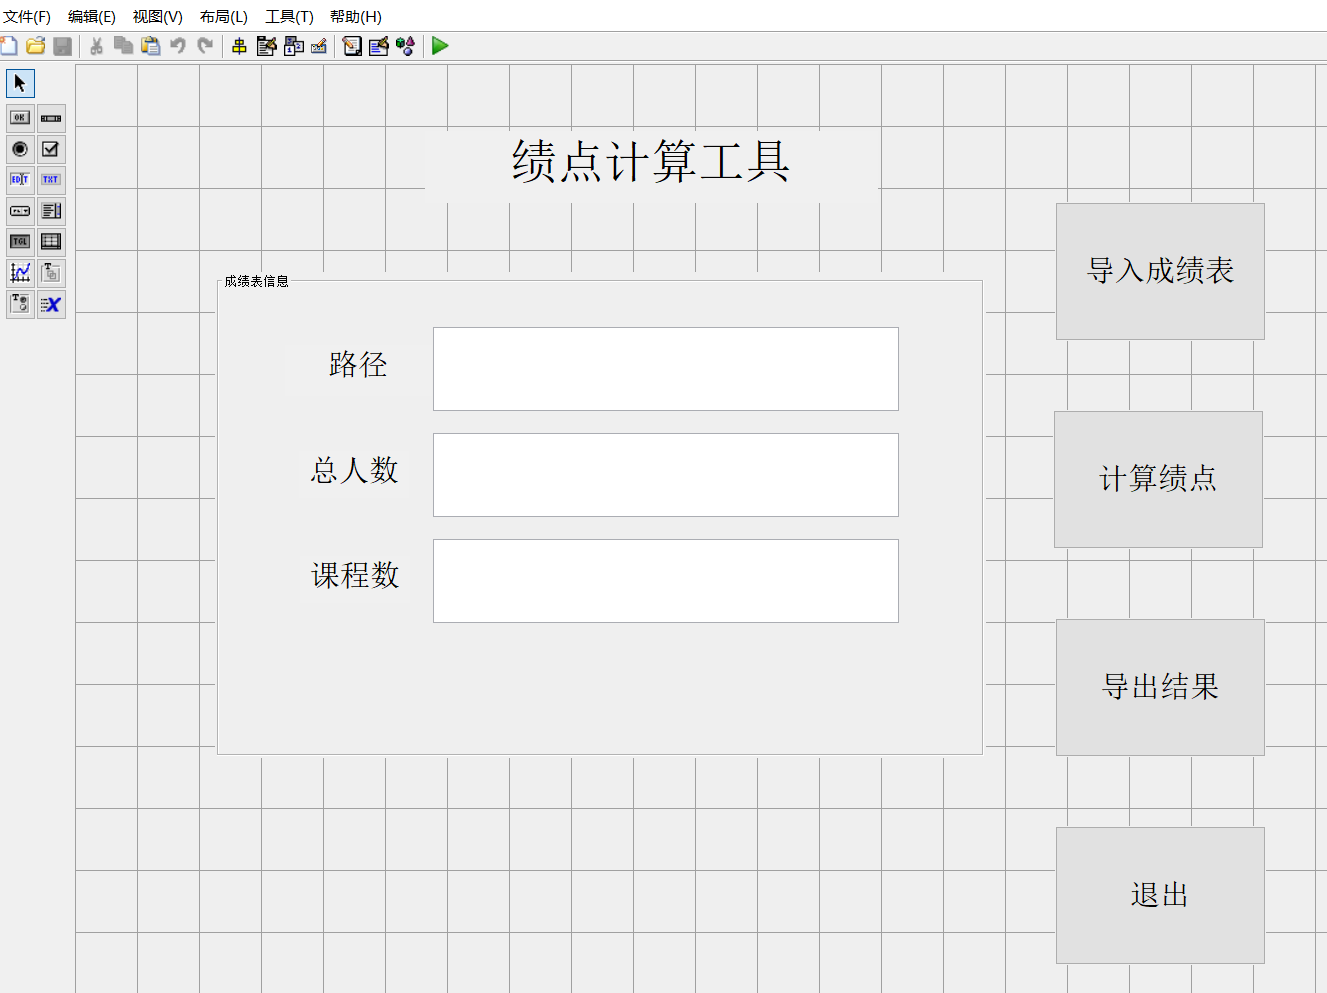 文件(F) 编辑(E) 视图(V) 布局(L) 工具(T) 帮助(H)
OK
EDIT TXT
TGL
绩点计算工具
成绩表信息
路径
总人数
课程数
导入成绩表
计算绩点
导出结果
退出